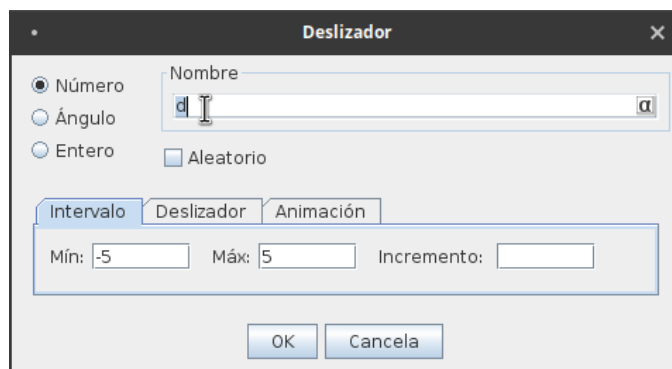 Deslizador
Número
Ángulo
Entero
Nombre
d
α
Aleatorio
Intervalo Deslizador Animación
Mín: -5 Máx: 5 Incremento:
OK Cancela